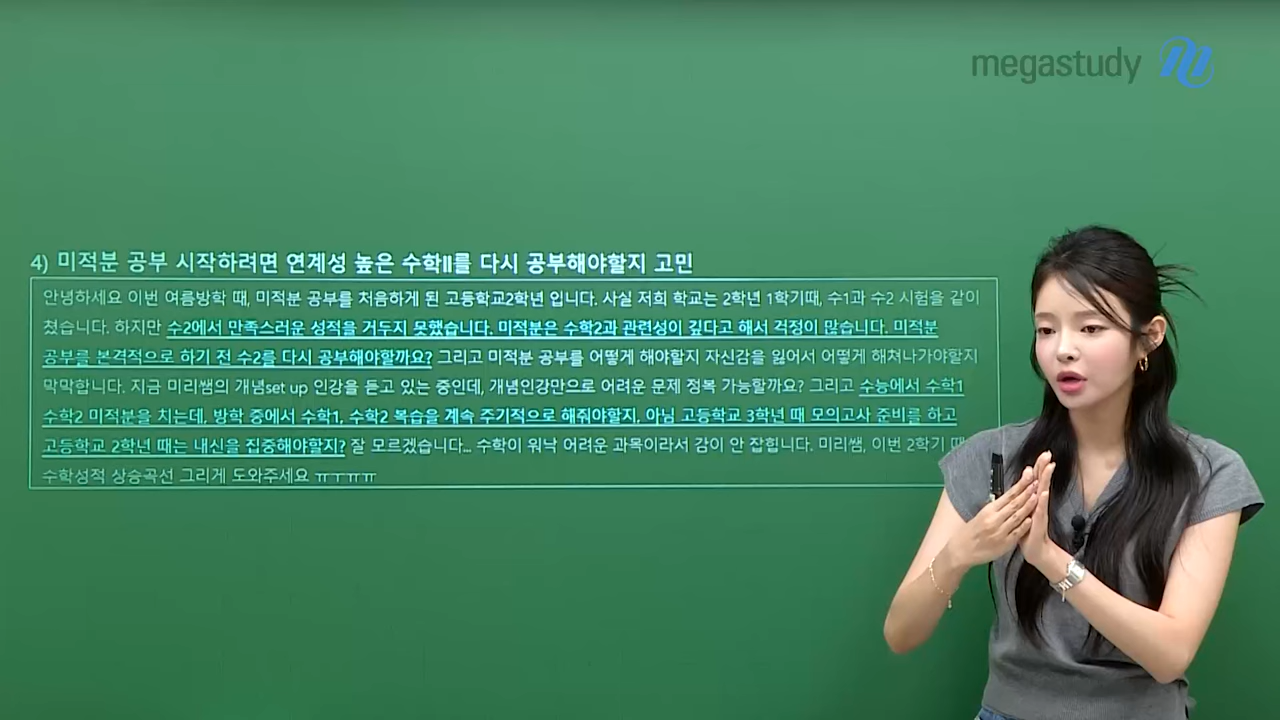 megastudy
4) 미적분 공부 시작하려면 연계성 높은 수학II를 다시 공부해야할지 고민
안녕하세요 이번 여름방학 때, 미적분 공부를 처음하게 된 고등학교2학년 입니다. 사실 저희 학교는 2학년 1학기때, 수1과 수2 시험을 같이
쳤습니다. 하지만 수2에서 만족스러운 성적을 거두지 못했습니다. 미적분은 수학2과 관련성이 깊다고 해서 걱정이 많습니다. 미적분
공부를 본격적으로 하기 전 수2를 다시 공부해야할까요? 그리고 미적분 공부를 어떻게 해야할지 자신감을 잃어서 어떻게 해쳐나가야할지
막막합니다. 지금 미리쌤의 개념set up 인강을 듣고 있는 중인데, 개념인강만으로 어려운 문제 정복 가능할까요? 그리고 수능에서 수학1
수학2 미적분을 치는데, 방학 중에서 수학1, 수학2 복습을 계속 주기적으로 해줘야할지, 아님 고등학교 3학년 때 모의고사 준비를 하고
고등학교 2학년 때는 내신을 집중해야할지? 잘 모르겠습니다... 수학이 워낙 어려운 과목이라서 감이 안 잡힙니다. 미리쌤, 이번 2학기 때
수학성적 상승곡선 그리게 도와주세요 ㅠㅜㅠㅠ